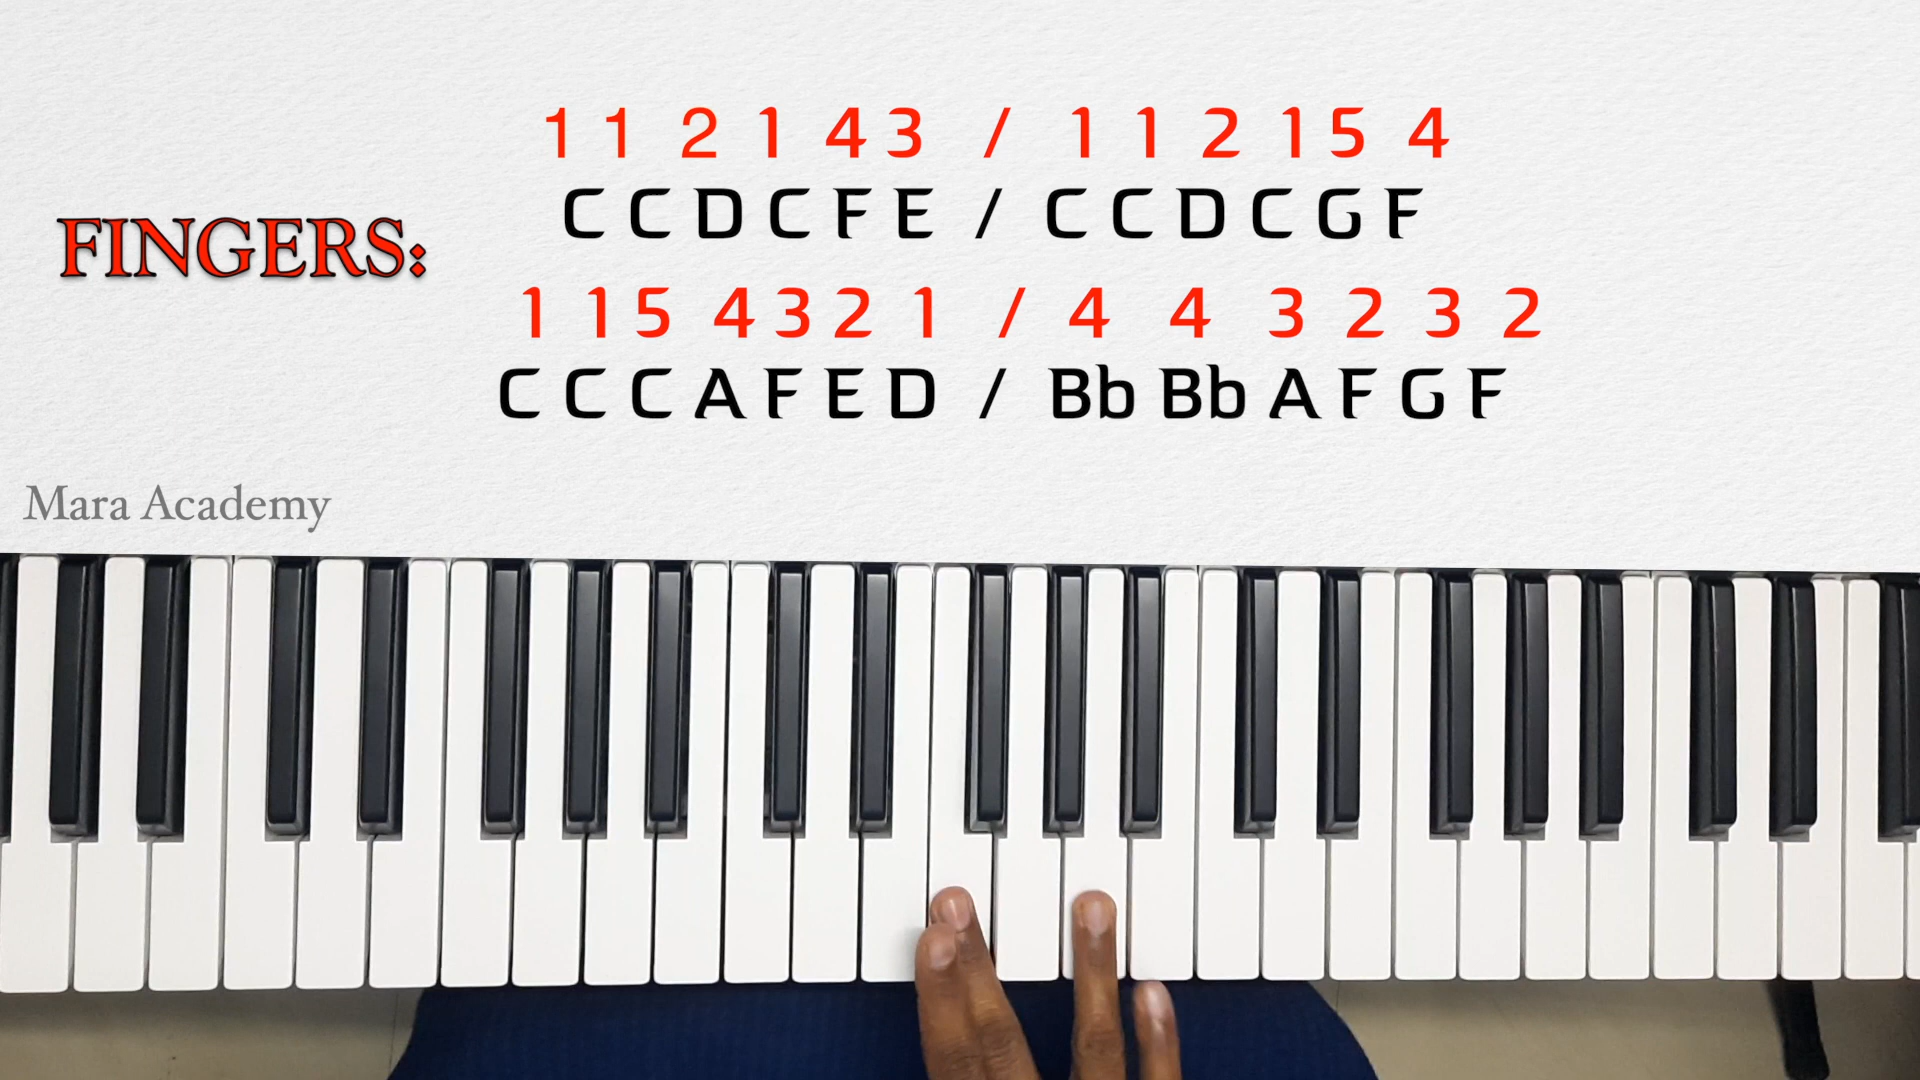 1 1 2 1 4 3 / 1 1 2 1 5 4
C C D C F E / C C D C G F
FINGERS:
1 1 5 4 3 2 1 / 4 4 3 2 3 2
C C C A F E D / Bb Bb A F G F
Mara Academy